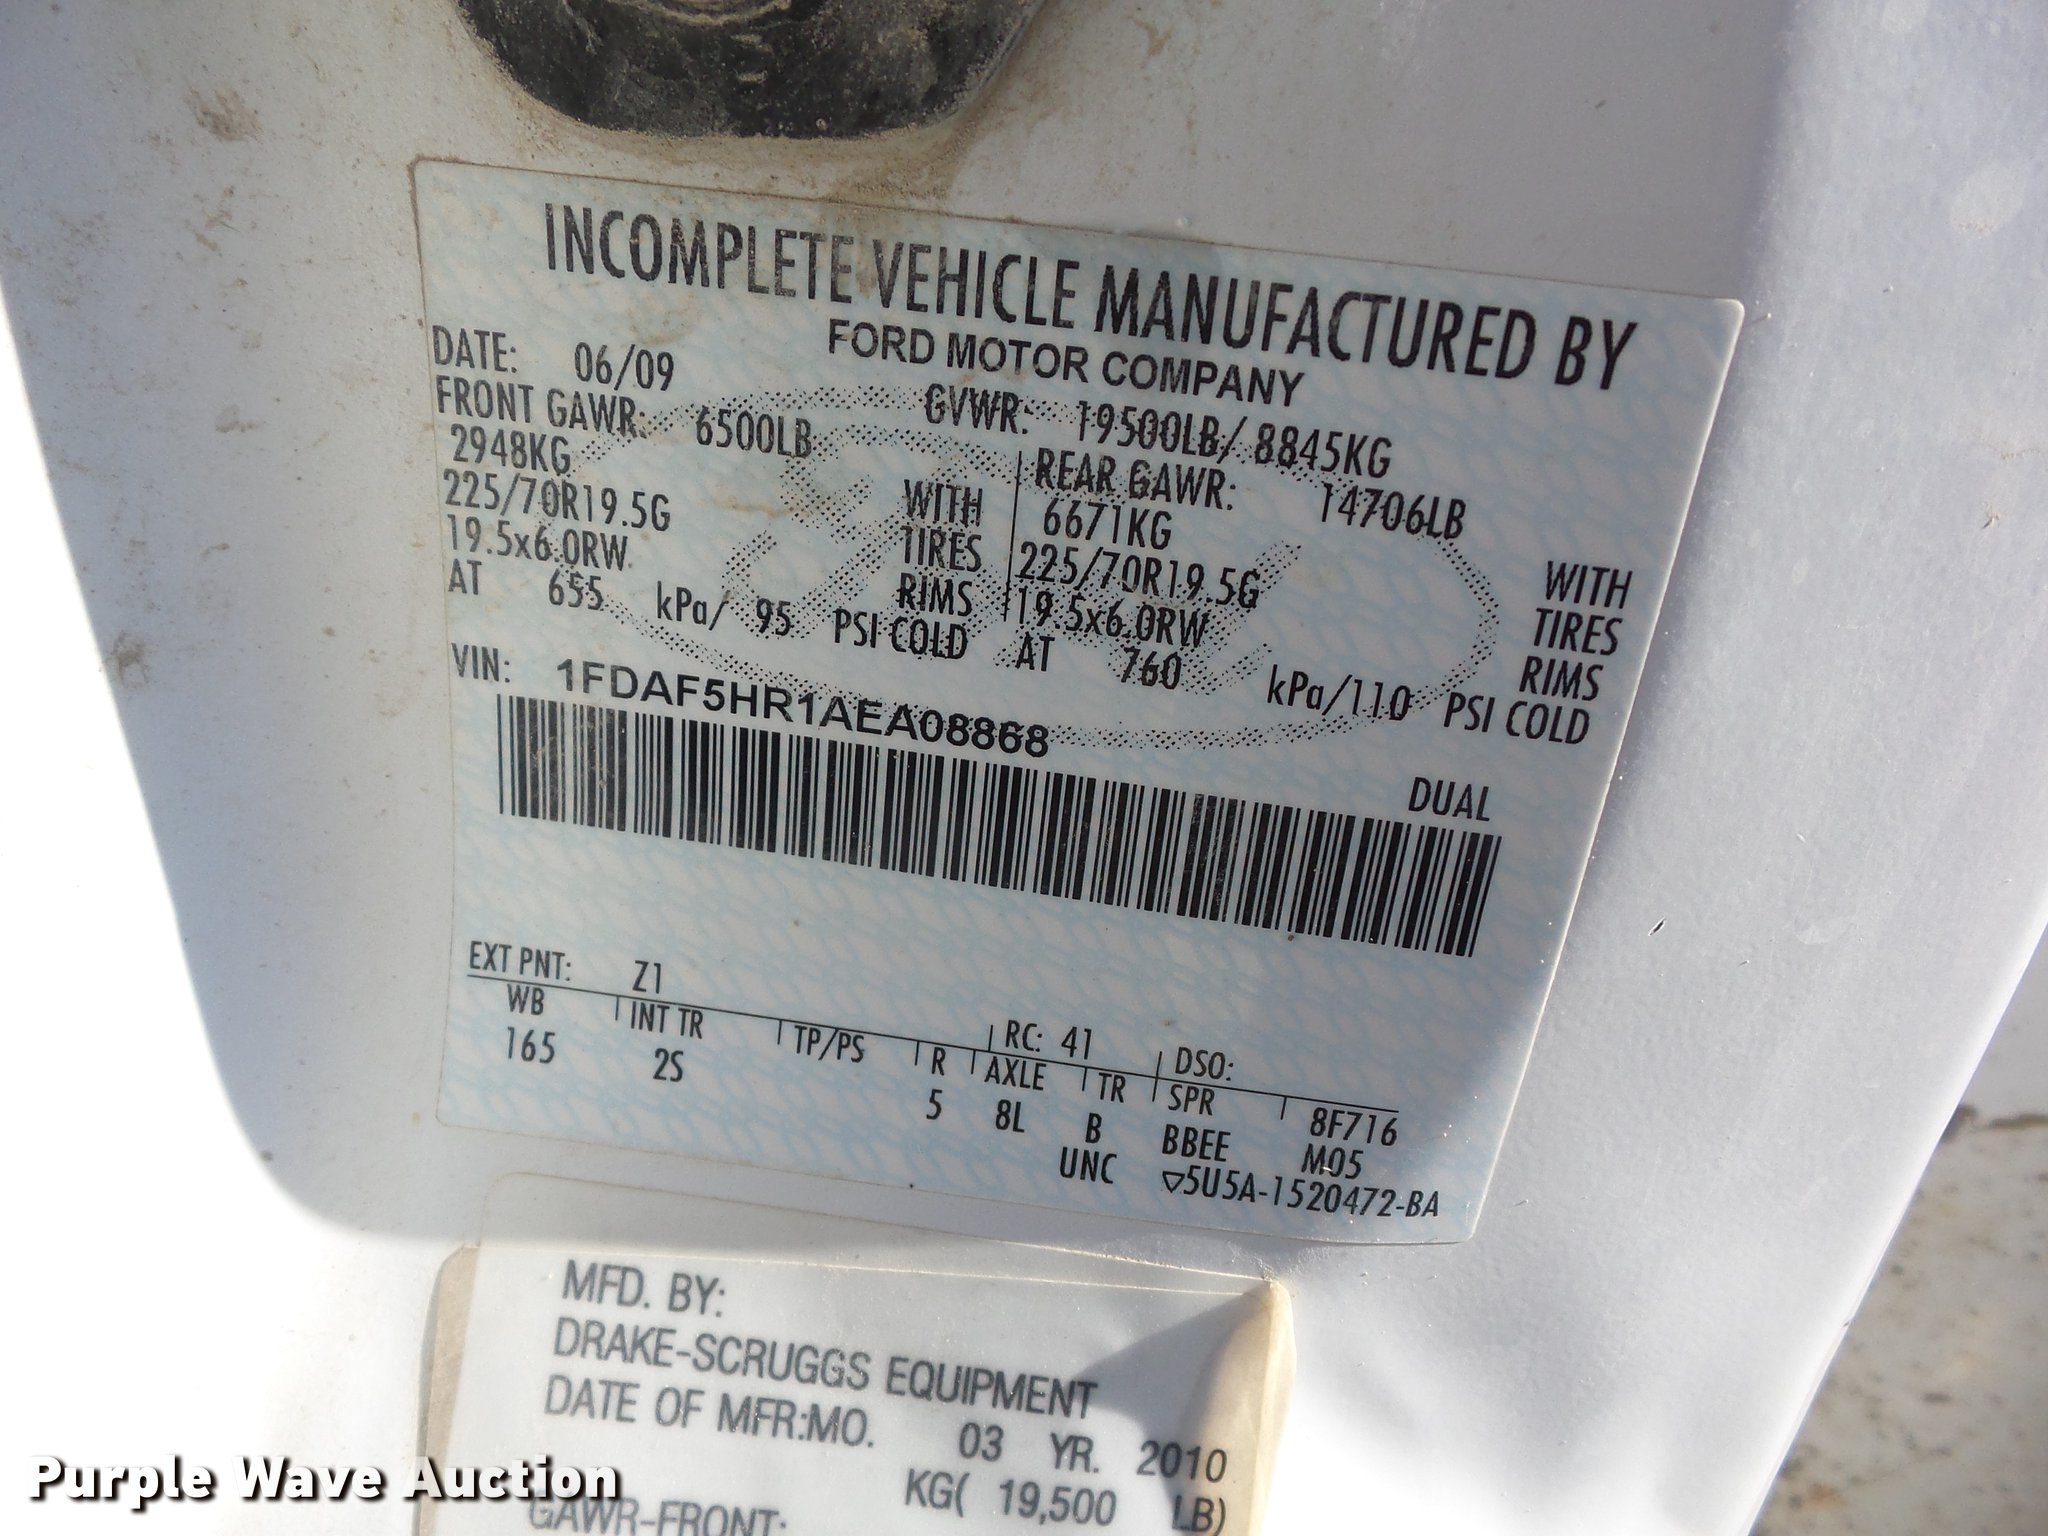 INCOMPLETE VEHICLE MANUFACTURED BY
FORD MOTOR COMPANY
DATE: 06/09 GVWR: 19500LB/ 8845KG
FRONT GAWR: 6500LB REAR GAWR: 14706LB
2948KG WITH 6671KG WITH
225/70R19.5G TIRES 225/70R19.5G TIRES
19.5x6.0RW RIMS 19.5x6.0RW RIMS
AT 655 kPa/ 95 PSI COLD AT 760 kPa/110 PSI COLD
VIN: 1FDAF5HR1AEA08868
DUAL
EXT PNT: Z1 RC: 41 DSO:
WB INT TR TP/PS R AXLE TR SPR 8F716
165 2S 5 8L B BBEE M05
UNC ▽5U5A-1520472-BA
MFD. BY:
DRAKE-SCRUGGS EQUIPMENT
DATE OF MFR:MO. 03 YR. 2010
KG( 19,500 LB)
GAWR-FRONT:
Purple Wave Auction